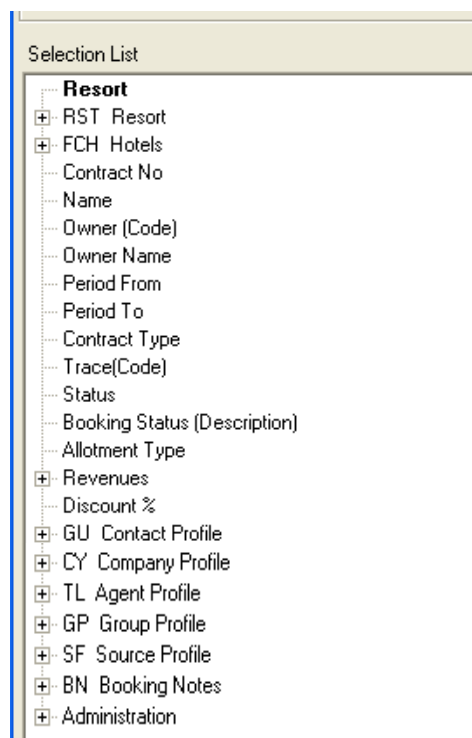 Selection List
Resort
RST Resort
FCH Hotels
Contract No
Name
Owner (Code)
Owner Name
Period From
Period To
Contract Type
Trace(Code)
Status
Booking Status (Description)
Allotment Type
Revenues
Discount %
GU Contact Profile
CY Company Profile
TL Agent Profile
GP Group Profile
SF Source Profile
BN Booking Notes
Administration